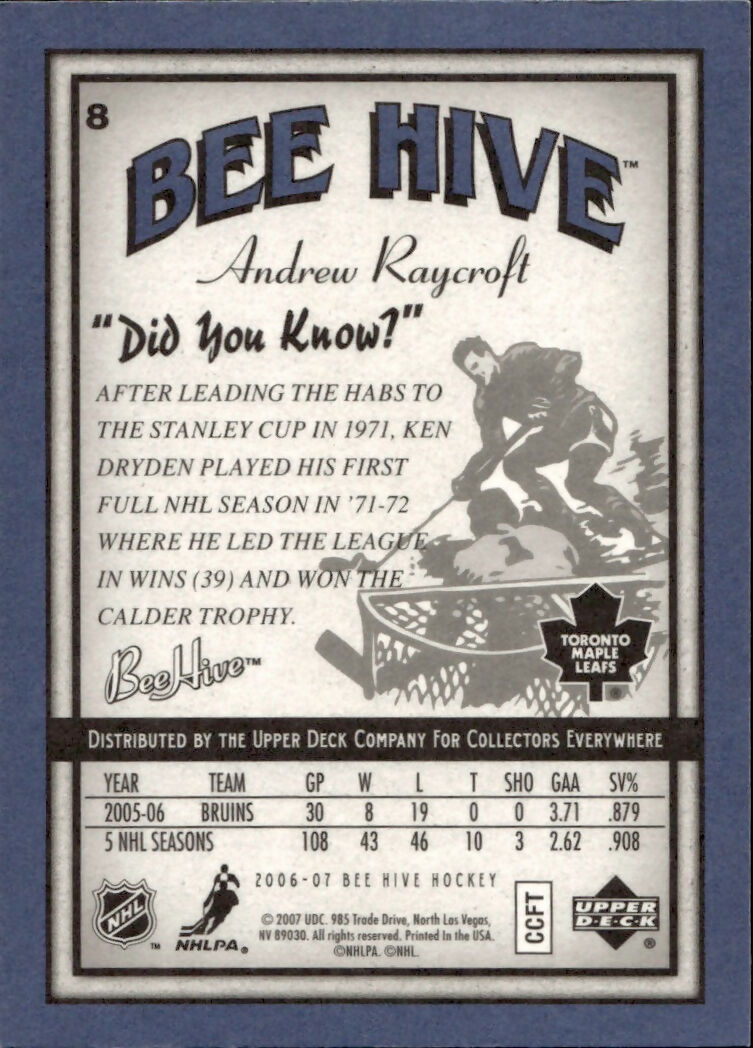 8
BEE HIVE™
Andrew Raycroft
"Did You Know?"
AFTER LEADING THE HABS TO
THE STANLEY CUP IN 1971, KEN
DRYDEN PLAYED HIS FIRST
FULL NHL SEASON IN '71-72
WHERE HE LED THE LEAGUE
IN WINS (39) AND WON THE
CALDER TROPHY.
BeeHive™
TORONTO
MAPLE
LEAFS
®
DISTRIBUTED BY THE UPPER DECK COMPANY FOR COLLECTORS EVERYWHERE
YEAR TEAM GP W L T SHO GAA SV%
2005-06 BRUINS 30 8 19 0 0 3.71 .879
5 NHL SEASONS 108 43 46 10 3 2.62 .908
2006-07 BEE HIVE HOCKEY
NHL ™
NHLPA®
© 2007 UDC. 985 Trade Drive, North Las Vegas,
NV 89030. All rights reserved. Printed In the USA.
©NHLPA. ©NHL.
CCFT
UPPER
D·E·C·K
®